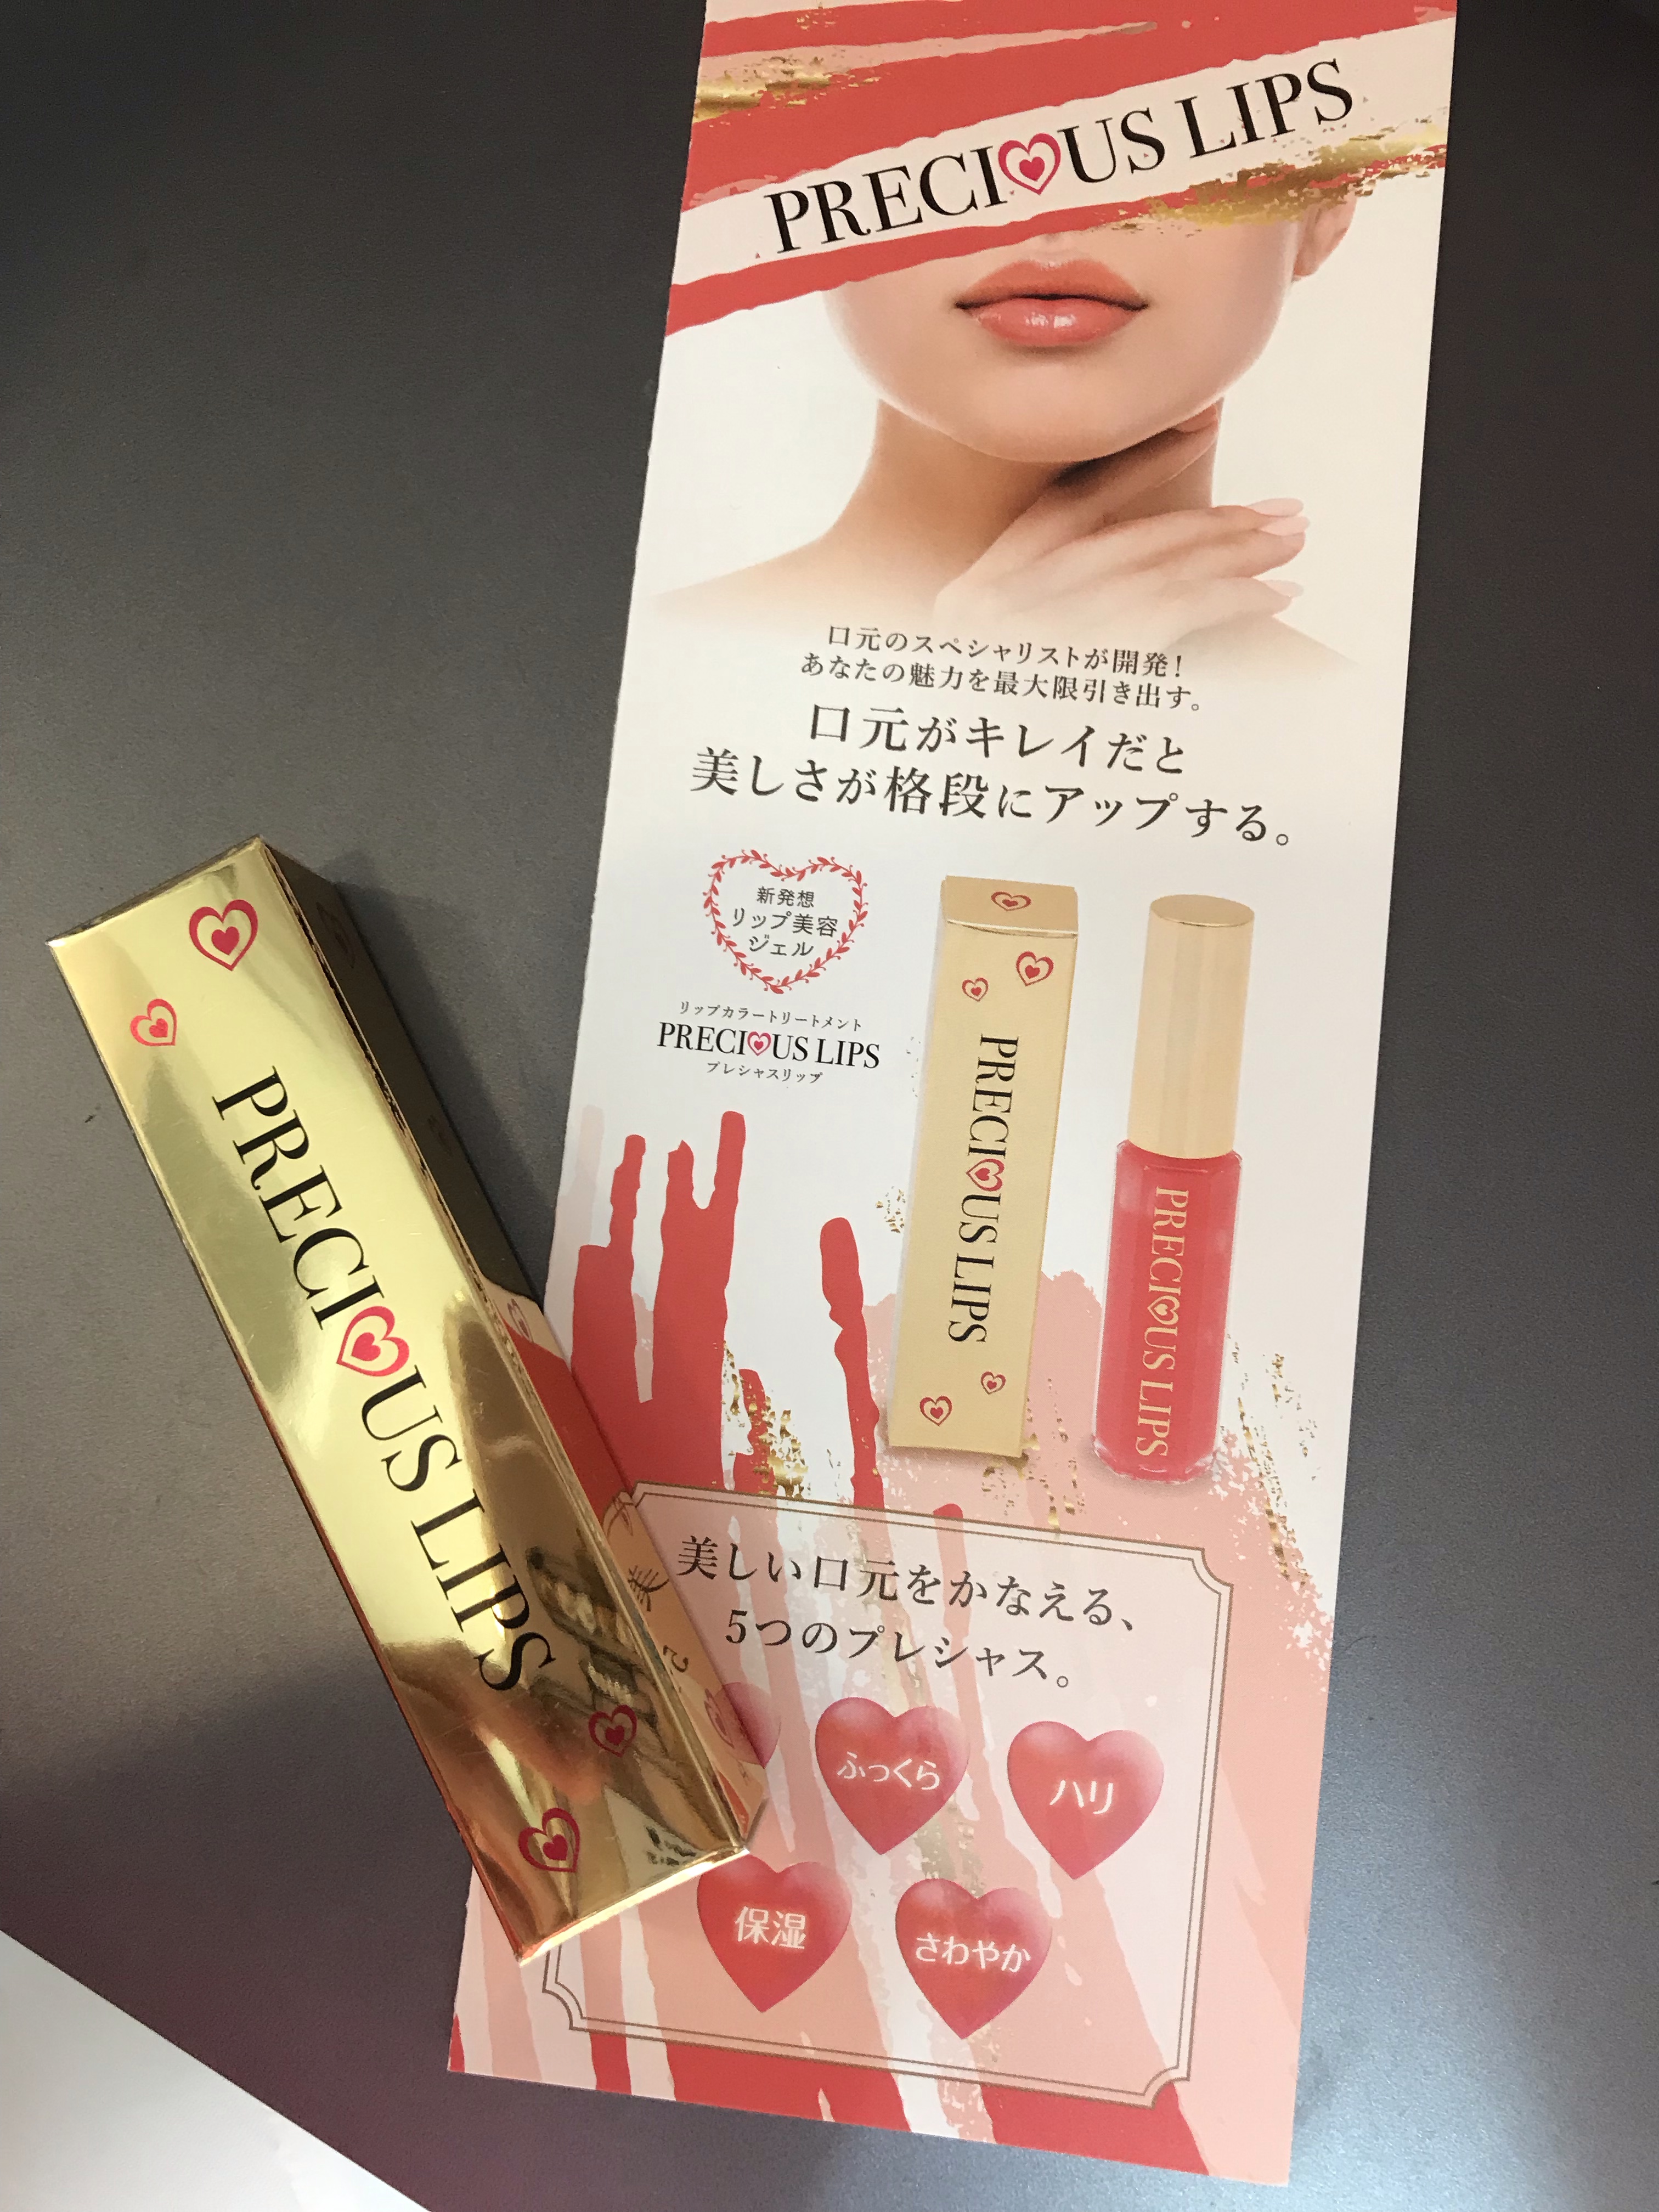 PRECIOUS LIPS
口元のスペシャリストが開発！
あなたの魅力を最大限引き出す。
口元がキレイだと
美しさが格段にアップする。
新発想
リップ美容
ジェル
リップカラートリートメント
PRECIOUS LIPS
プレシャスリップ
PRECIOUS LIPS
PRECIOUS LIPS
美しい口元をかなえる、
5つのプレシャス。
ふっくら
ハリ
保湿
さわやか
PRECIOUS LIPS